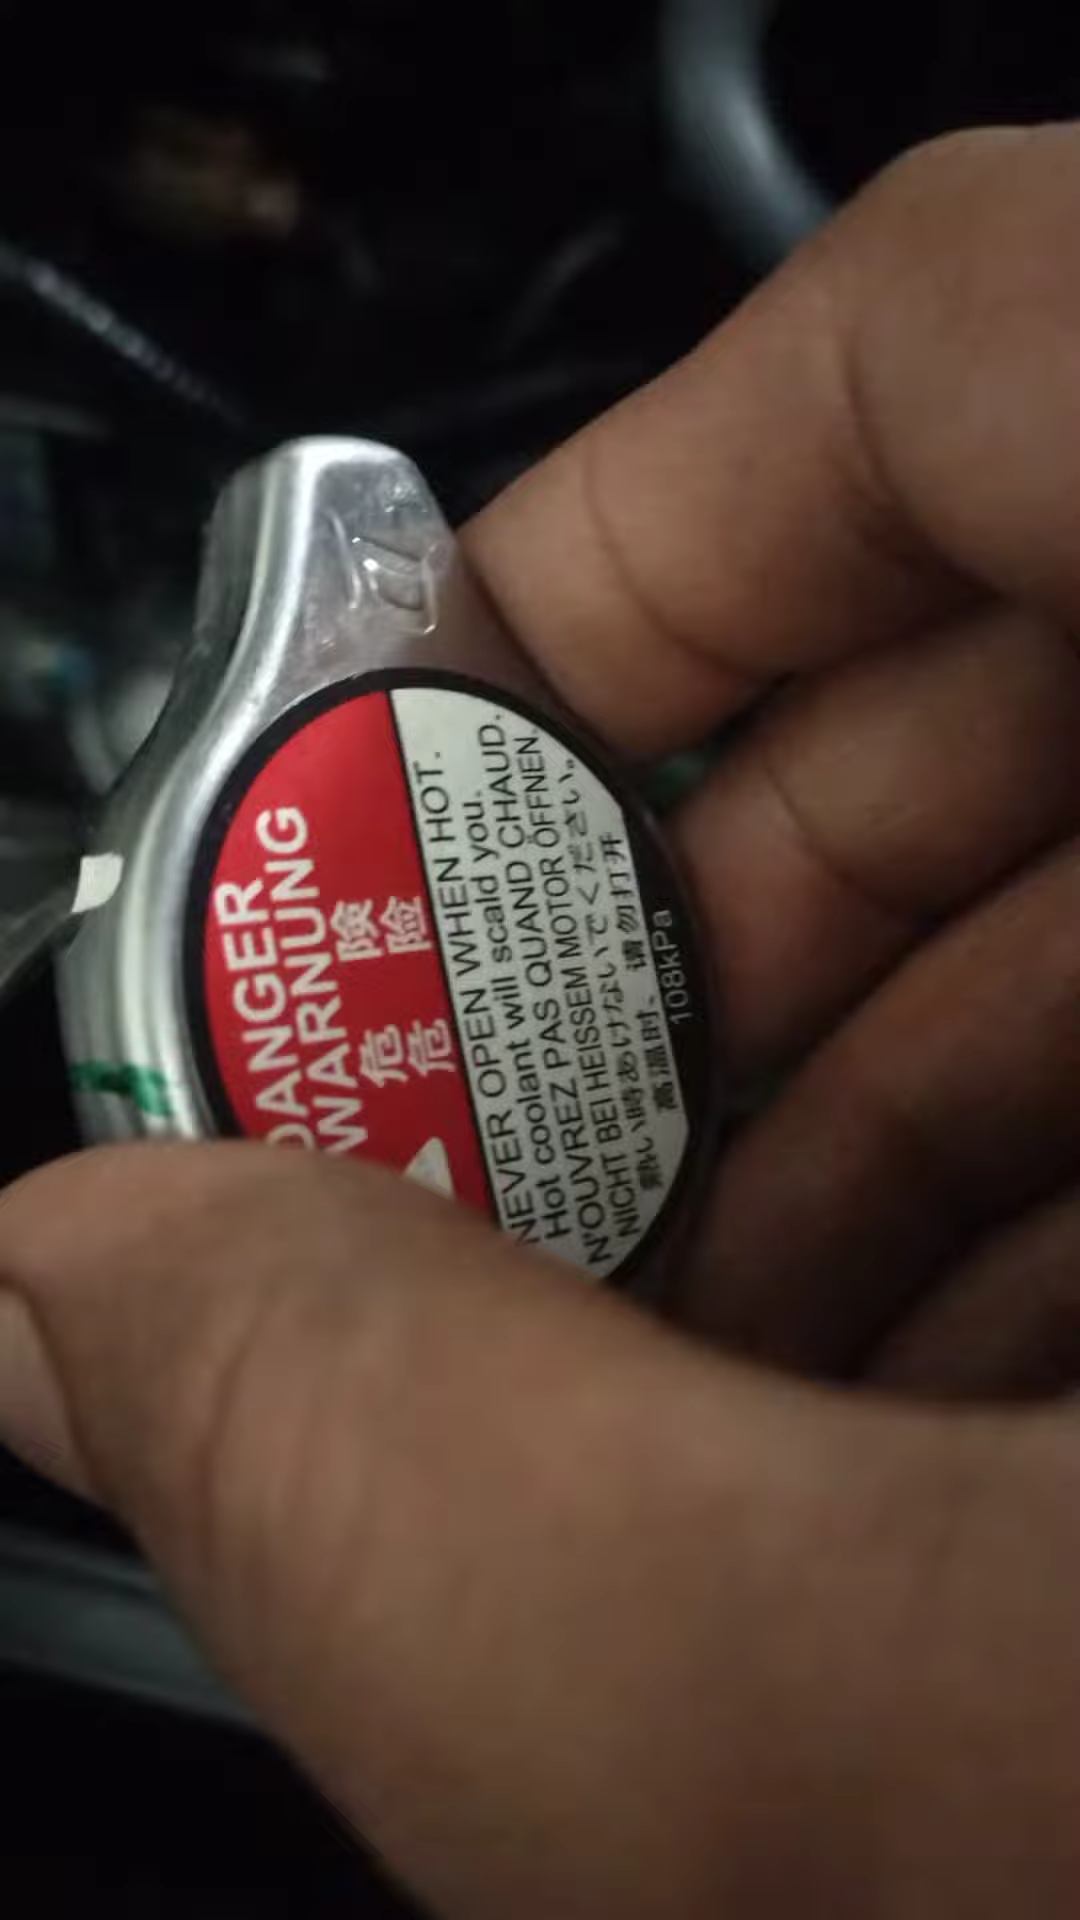 DANGER
WARNUNG
危険
危险
NEVER OPEN WHEN HOT.
Hot coolant will scald you.
N'OUVREZ PAS QUAND CHAUD.
NICHT BEI HEISSEM MOTOR ÖFFNEN.
熱い時あけないでください。
高温时、请勿打开
108kPa